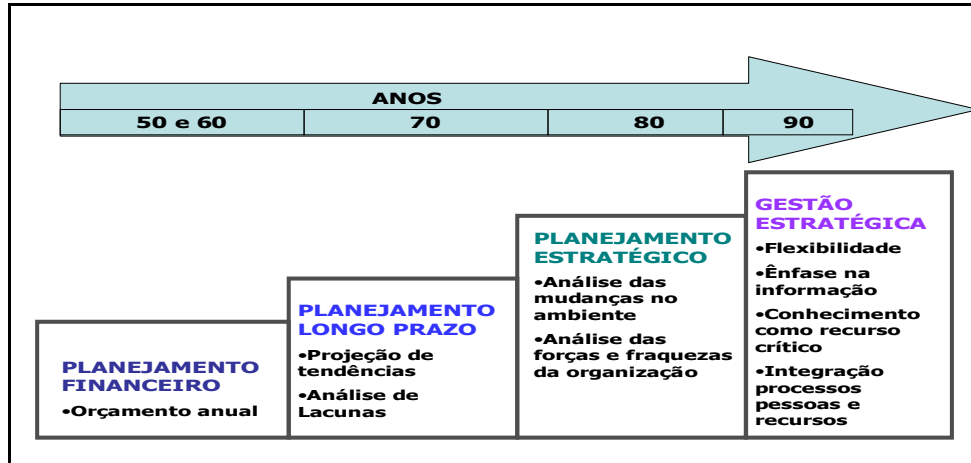 ANOS
50 e 60
70
80
90
PLANEJAMENTO
FINANCEIRO
•Orçamento anual
PLANEJAMENTO
LONGO PRAZO
•Projeção de
tendências
•Análise de
Lacunas
PLANEJAMENTO
ESTRATÉGICO
•Análise das
mudanças no
ambiente
•Análise das
forças e fraquezas
da organização
GESTÃO
ESTRATÉGICA
•Flexibilidade
•Ênfase na
informação
•Conhecimento
como recurso
crítico
•Integração
processos
pessoas e
recursos